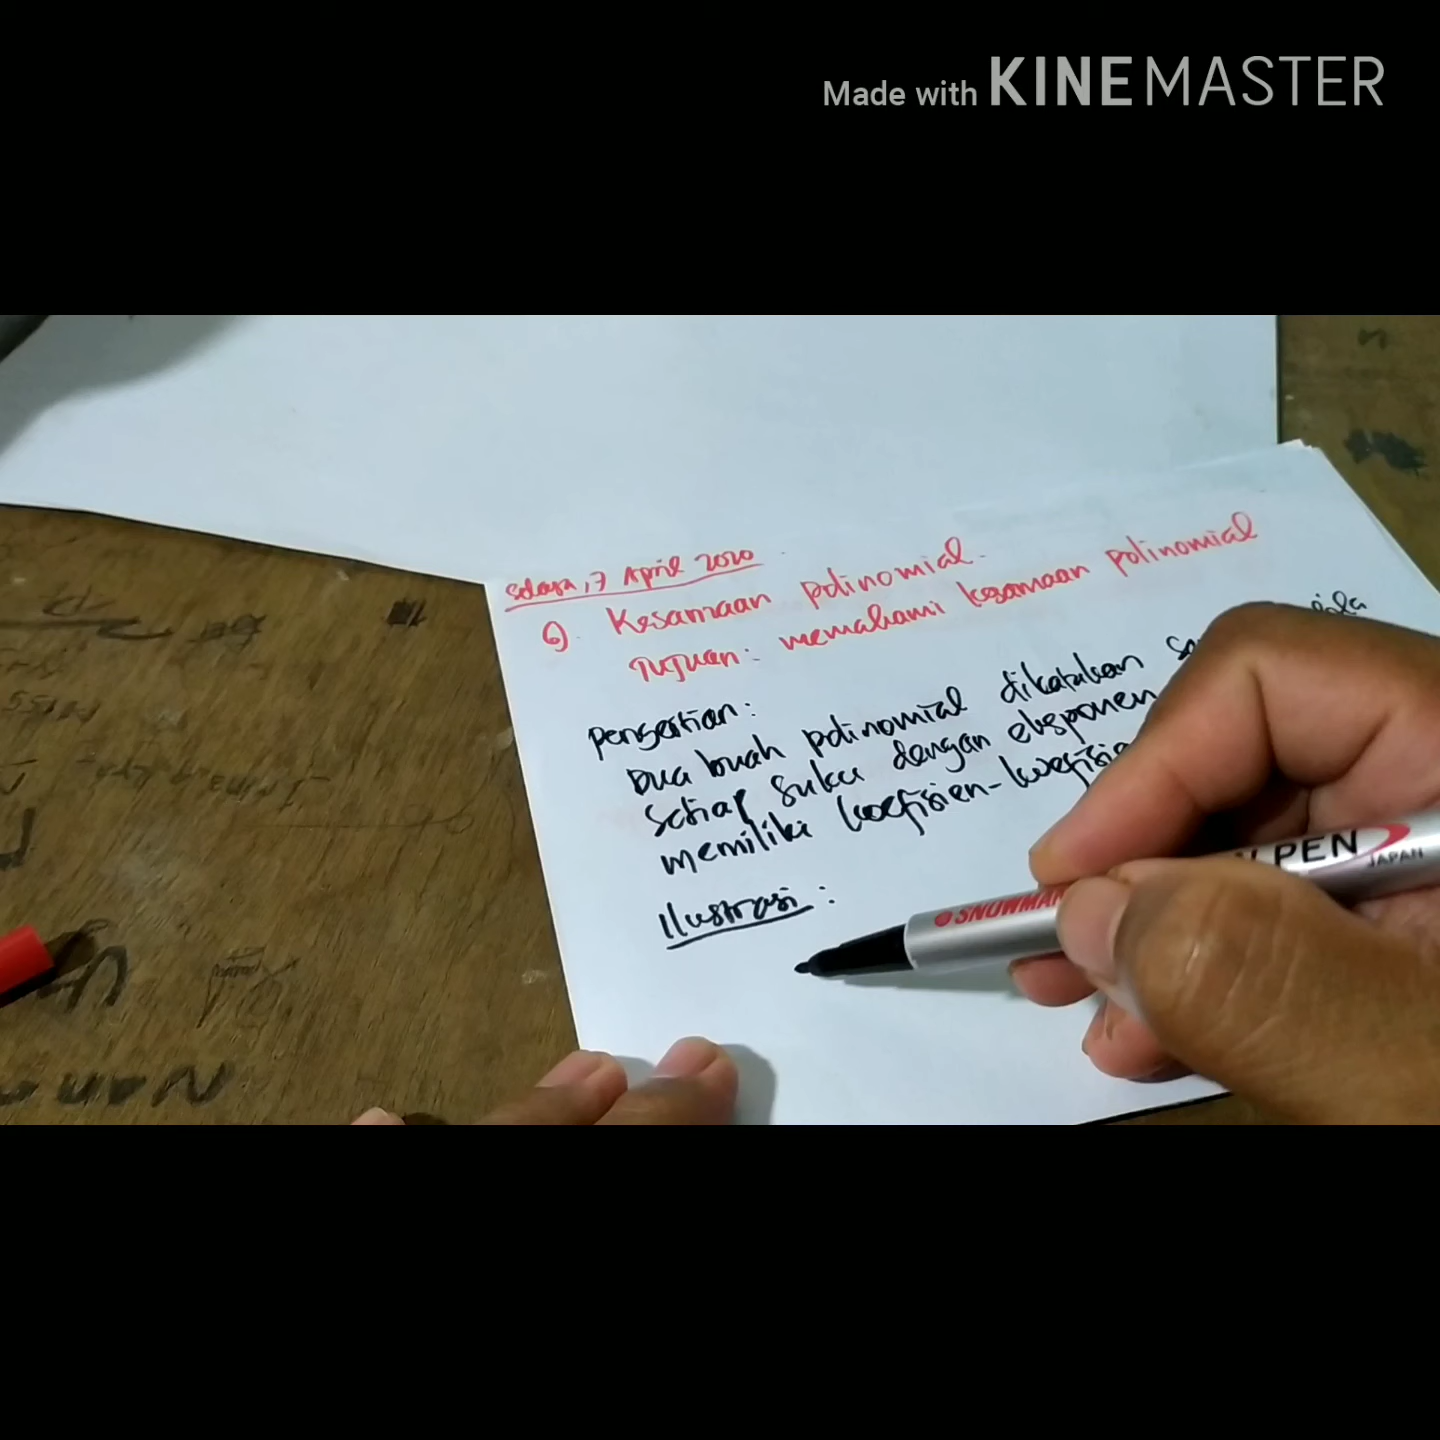 Made with KINEMASTER
Selasa, 7 April 2020
6). Kesamaan polinomial.
Tujuan: memahami kesamaan polinomial
Pengertian:
Dua buah polinomial dikatakan
setiap suku dengan eksponen
memiliki koefisien-koefisie
Ilustrasi:
SNOWMAN PEN
JAPAN